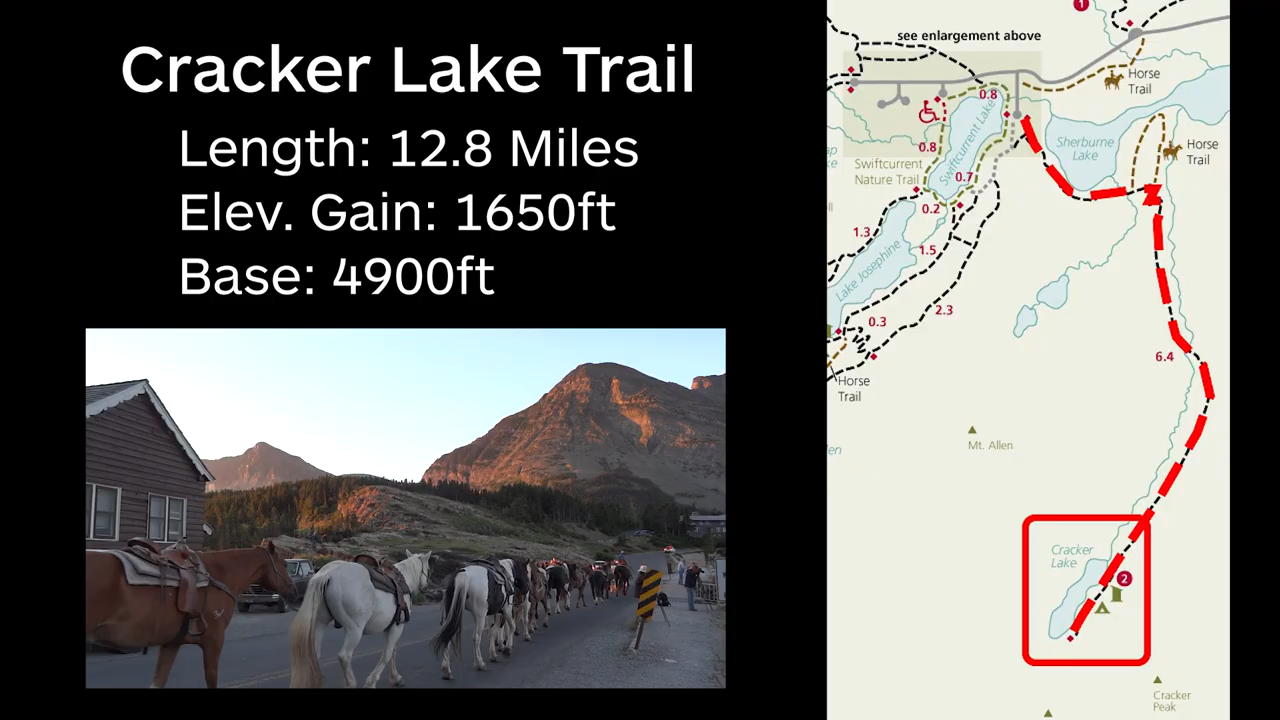 Cracker Lake Trail
Length: 12.8 Miles
Elev. Gain: 1650ft
Base: 4900ft
1
see enlargement above
Horse
Trail
0.8
Sherburne
Lake
Horse
Trail
Swiftcurrent Lake
0.8
Swiftcurrent
Nature Trail
0.7
0.2
1.3
1.5
Lake Josephine
2.3
0.3
6.4
Horse
Trail
Mt. Allen
Cracker
Lake
2
Cracker
Peak